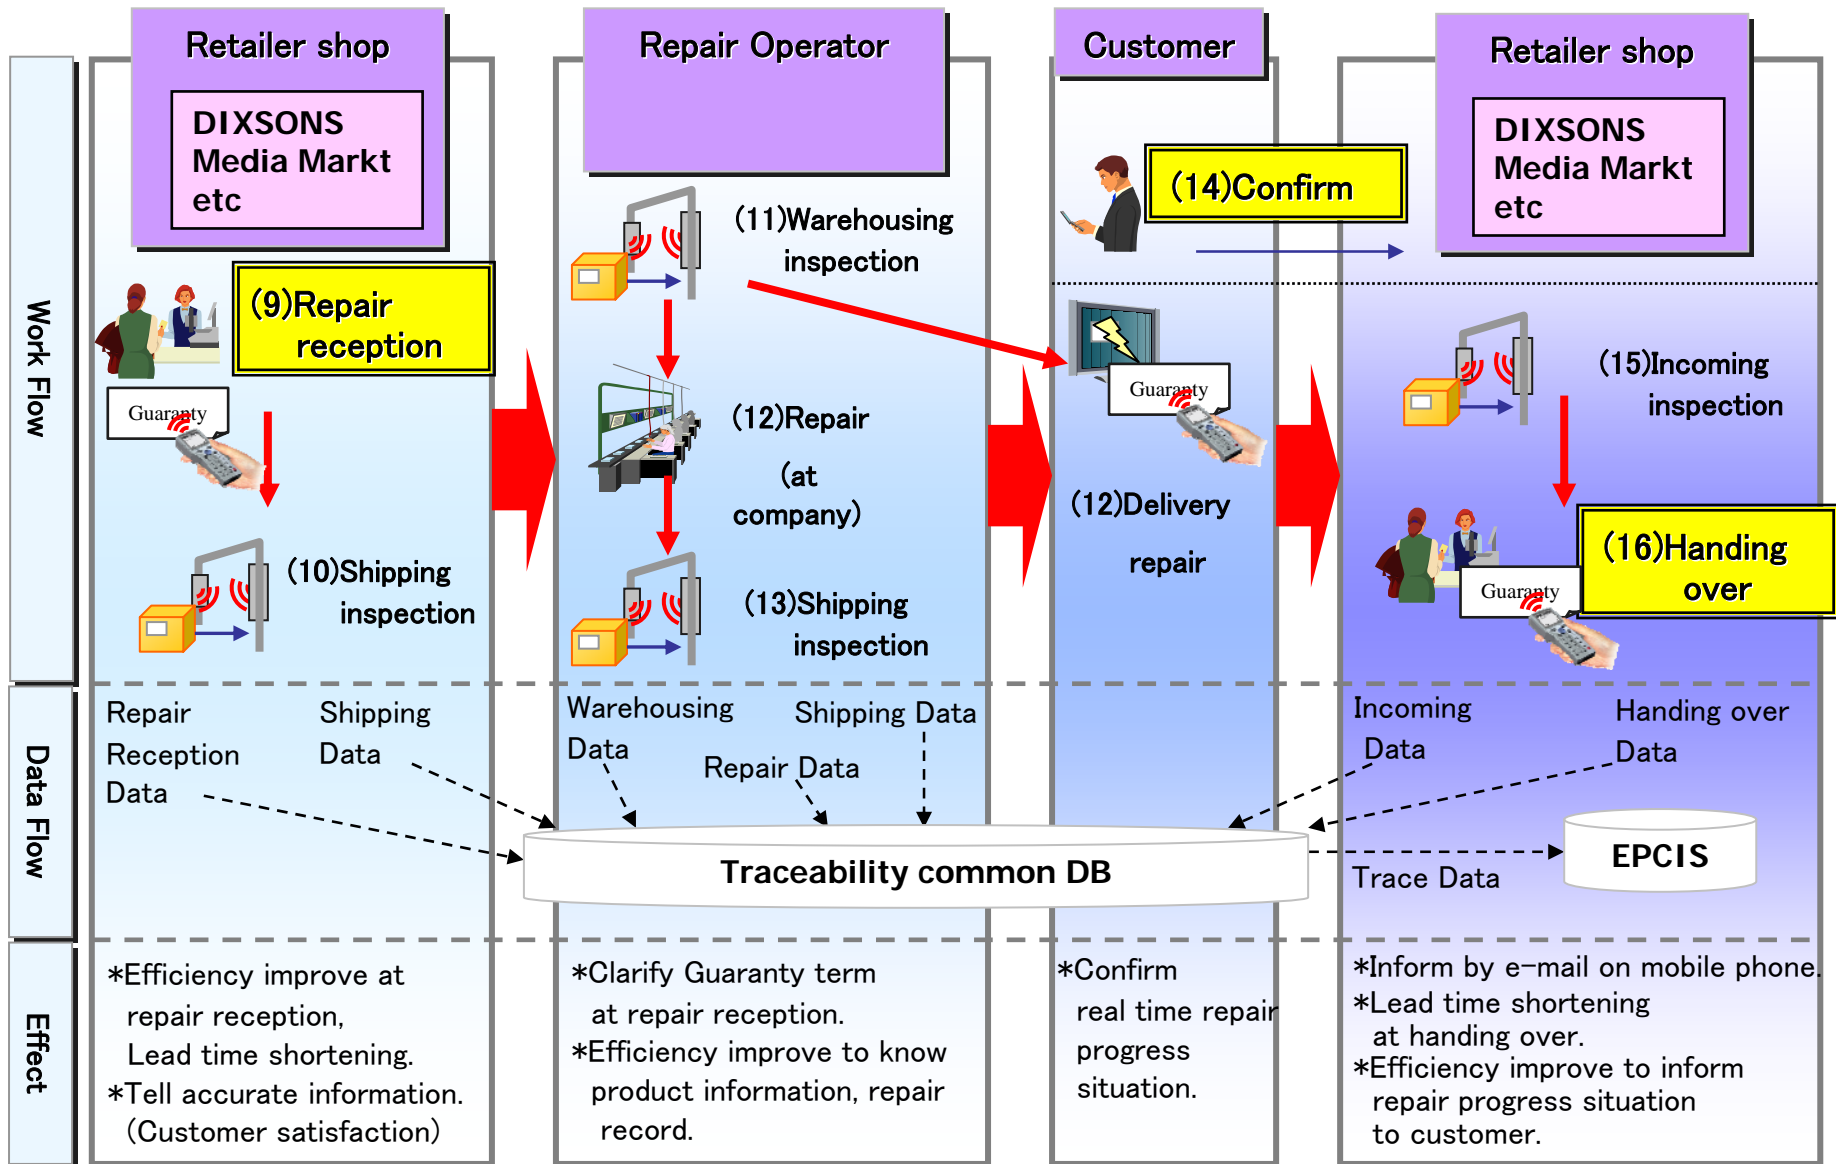 Retailer shop
DIXSONS
Media Markt
etc
Repair Operator
Customer
Retailer shop
DIXSONS
Media Markt
etc
Work Flow
(9)Repair
reception
Guaranty
(10)Shipping
inspection
(11)Warehousing
inspection
(12)Repair
(at
company)
(13)Shipping
inspection
(14)Confirm
Guaranty
(12)Delivery
repair
(15)Incoming
inspection
(16)Handing
over
Guaranty
Data Flow
Repair
Reception
Data
Shipping
Data
Warehousing
Data
Repair Data
Shipping Data
Incoming
Data
Handing over
Data
Traceability common DB
Trace Data
EPCIS
Effect
*Efficiency improve at
repair reception,
Lead time shortening.
*Tell accurate information.
(Customer satisfaction)
*Clarify Guaranty term
at repair reception.
*Efficiency improve to know
product information, repair
record.
*Confirm
real time repair
progress
situation.
*Inform by e-mail on mobile phone.
*Lead time shortening
at handing over.
*Efficiency improve to inform
repair progress situation
to customer.